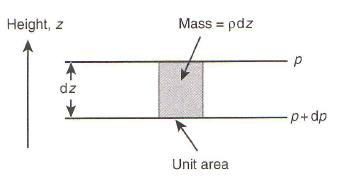 Height, z
Mass = ρdz
p
dz
p+dp
Unit area